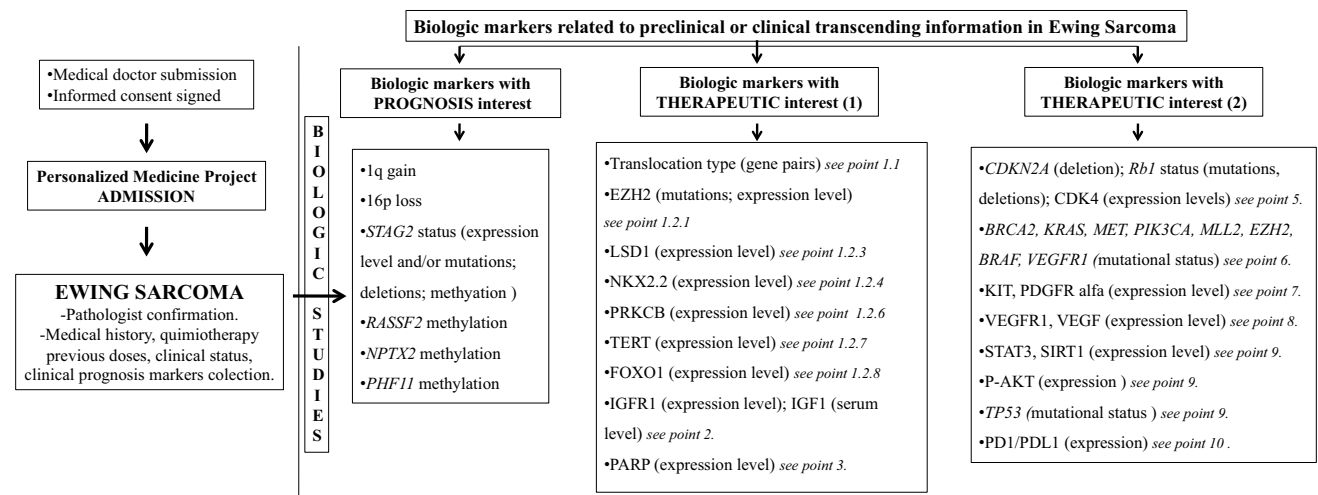 Biologic markers related to preclinical or clinical transcending information in Ewing Sarcoma
•Medical doctor submission
•Informed consent signed
Personalized Medicine Project
ADMISSION
EWING SARCOMA
-Pathologist confirmation.
-Medical history, quimiotherapy
previous doses, clinical status,
clinical prognosis markers colection.
BIOLOGIC STUDIES
Biologic markers with
PROGNOSIS interest
•1q gain
•16p loss
•STAG2 status (expression
level and/or mutations;
deletions; methyation )
•RASSF2 methylation
•NPTX2 methylation
•PHF11 methylation
Biologic markers with
THERAPEUTIC interest (1)
•Translocation type (gene pairs) see point 1.1
•EZH2 (mutations; expression level)
see point 1.2.1
•LSD1 (expression level) see point 1.2.3
•NKX2.2 (expression level) see point 1.2.4
•PRKCB (expression level) see point 1.2.6
•TERT (expression level) see point 1.2.7
•FOXO1 (expression level) see point 1.2.8
•IGFR1 (expression level); IGF1 (serum
level) see point 2.
•PARP (expression level) see point 3.
Biologic markers with
THERAPEUTIC interest (2)
•CDKN2A (deletion); Rb1 status (mutations,
deletions); CDK4 (expression levels) see point 5.
•BRCA2, KRAS, MET, PIK3CA, MLL2, EZH2,
BRAF, VEGFR1 (mutational status) see point 6.
•KIT, PDGFR alfa (expression level) see point 7.
•VEGFR1, VEGF (expression level) see point 8.
•STAT3, SIRT1 (expression level) see point 9.
•P-AKT (expression ) see point 9.
•TP53 (mutational status ) see point 9.
•PD1/PDL1 (expression) see point 10 .